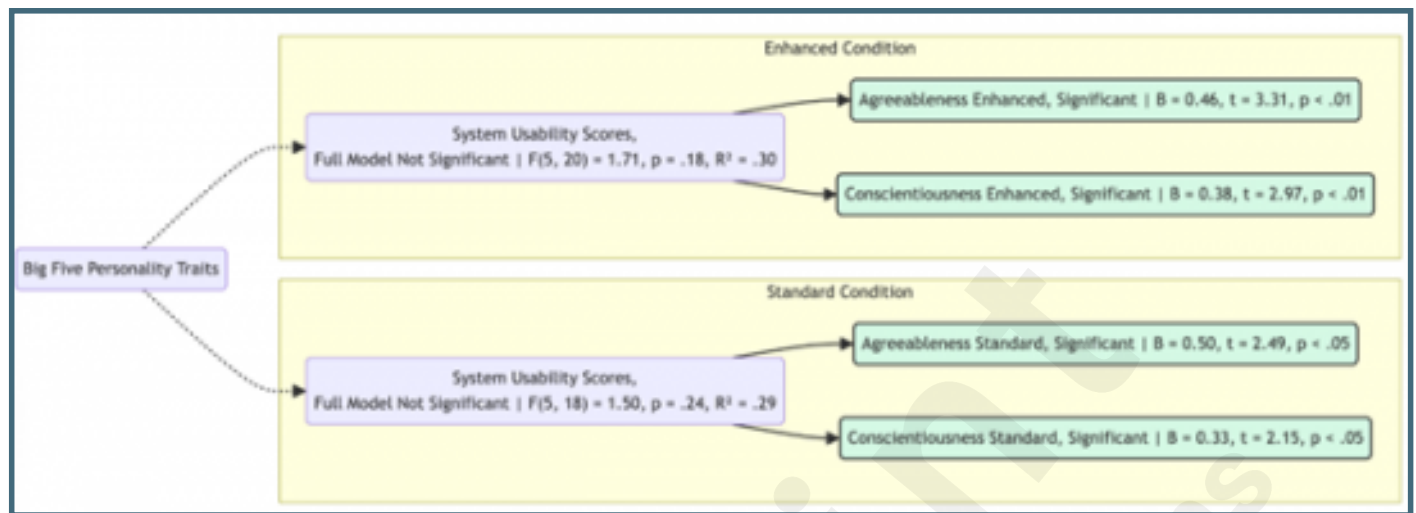 Enhanced Condition
Agreeableness Enhanced, Significant | B = 0.46, t = 3.31, p < .01
System Usability Scores,
Full Model Not Significant | F(5, 20) = 1.71, p = .18, R² = .30
Conscientiousness Enhanced, Significant | B = 0.38, t = 2.97, p < .01
Big Five Personality Traits
Standard Condition
Agreeableness Standard, Significant | B = 0.50, t = 2.49, p < .05
System Usability Scores,
Full Model Not Significant | F(5, 18) = 1.50, p = .24, R² = .29
Conscientiousness Standard, Significant | B = 0.33, t = 2.15, p < .05